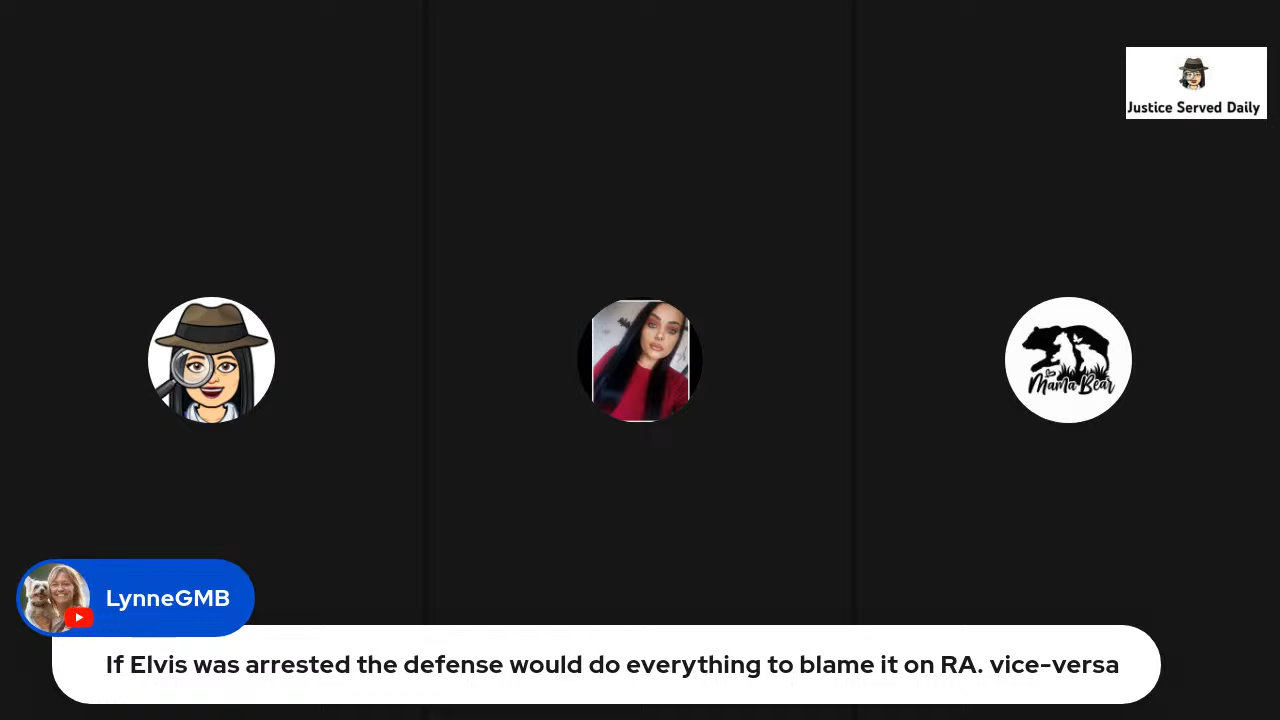 Justice Served Daily
Mama Bear
LynneGMB
If Elvis was arrested the defense would do everything to blame it on RA. vice-versa